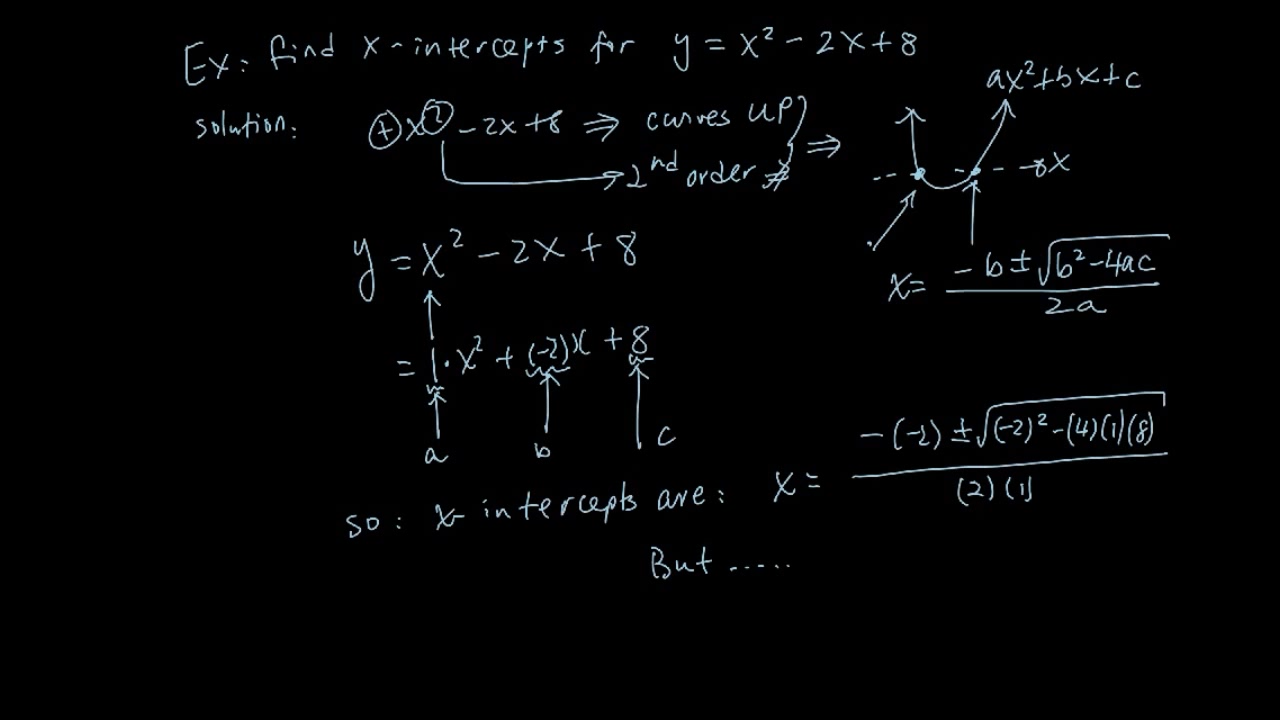 Ex: find x-intercepts for y = x² - 2x + 8
ax² + bx + c
solution: + x² - 2x + 8 ⇒ curves up
2nd order # ⇒
x
y = x² - 2x + 8
x = (-b ± √(b² - 4ac)) / 2a
= 1 · x² + (-2)x + 8
a b c
so: x-intercepts are: x = (-(-2) ± √((-2)² - (4)(1)(8))) / (2)(1)
But ......